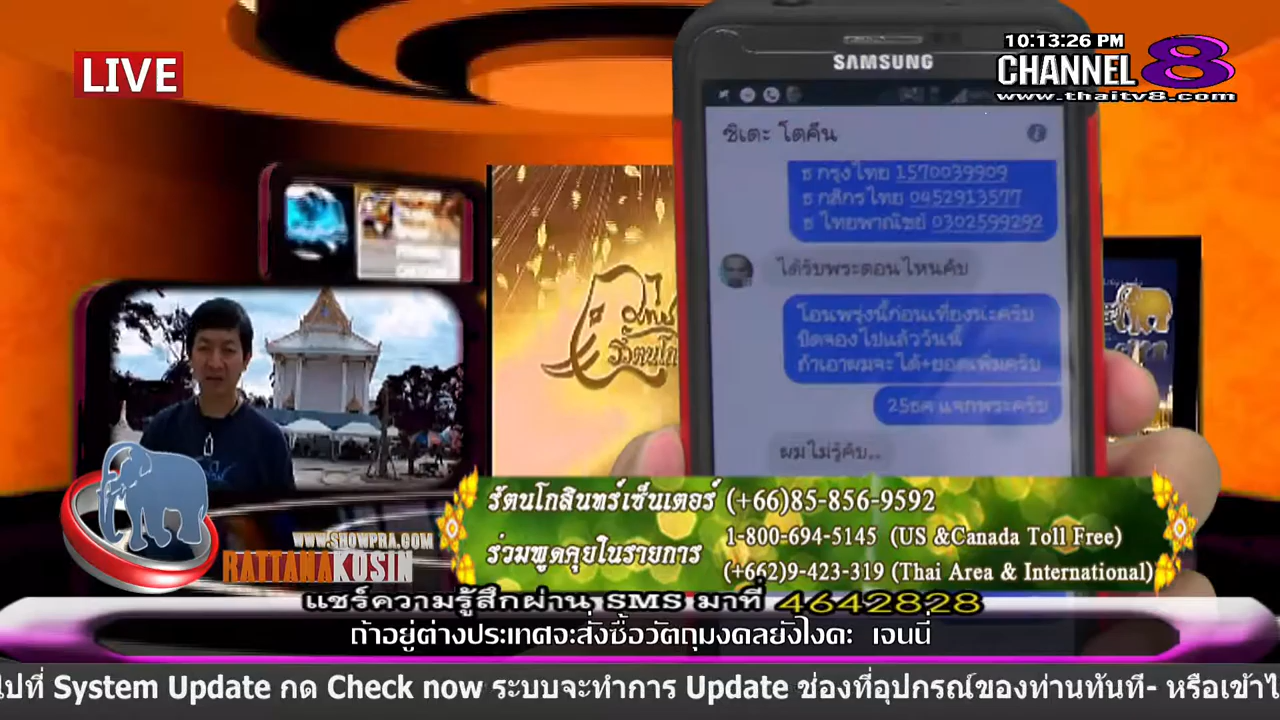 LIVE
10:13:26 PM
CHANNEL 8
www.thaitv8.com
SAMSUNG
ซิเตะ โตคึน
ธ กรุงไทย 1570039909
ธ กสิกรไทย 0452913577
ธ ไทยพาณิชย์ 0302599292
ได้รับพระตอนไหนคับ
โอนพรุ่งนี้ก่อนเที่ยงนะครับ
ปิดจองไปแล้ววันนี้
ถ้าเอาผมจะได้+ยอดเพิ่มครับ
25ธค แจกพระครับ
ผมไม่รู้คับ..
รัตนโกสินทร์เซ็นเตอร์ (+66)85-856-9592
ร่วมพูดคุยในรายการ
1-800-694-5145 (US &Canada Toll Free)
(+662)9-423-319 (Thai Area & International)
WWW.SHOWPRA.COM
RATTANAKOSIN
แชร์ความรู้สึกผ่าน SMS มาที่ 4642828
ถ้าอยู่ต่างประเทศจะสั่งซื้อวัตถุมงคลยังไงคะ เจนนี่
ไปที่ System Update กด Check now ระบบจะทำการ Update ช่องที่อุปกรณ์ของท่านทันที- หรือเข้าไ